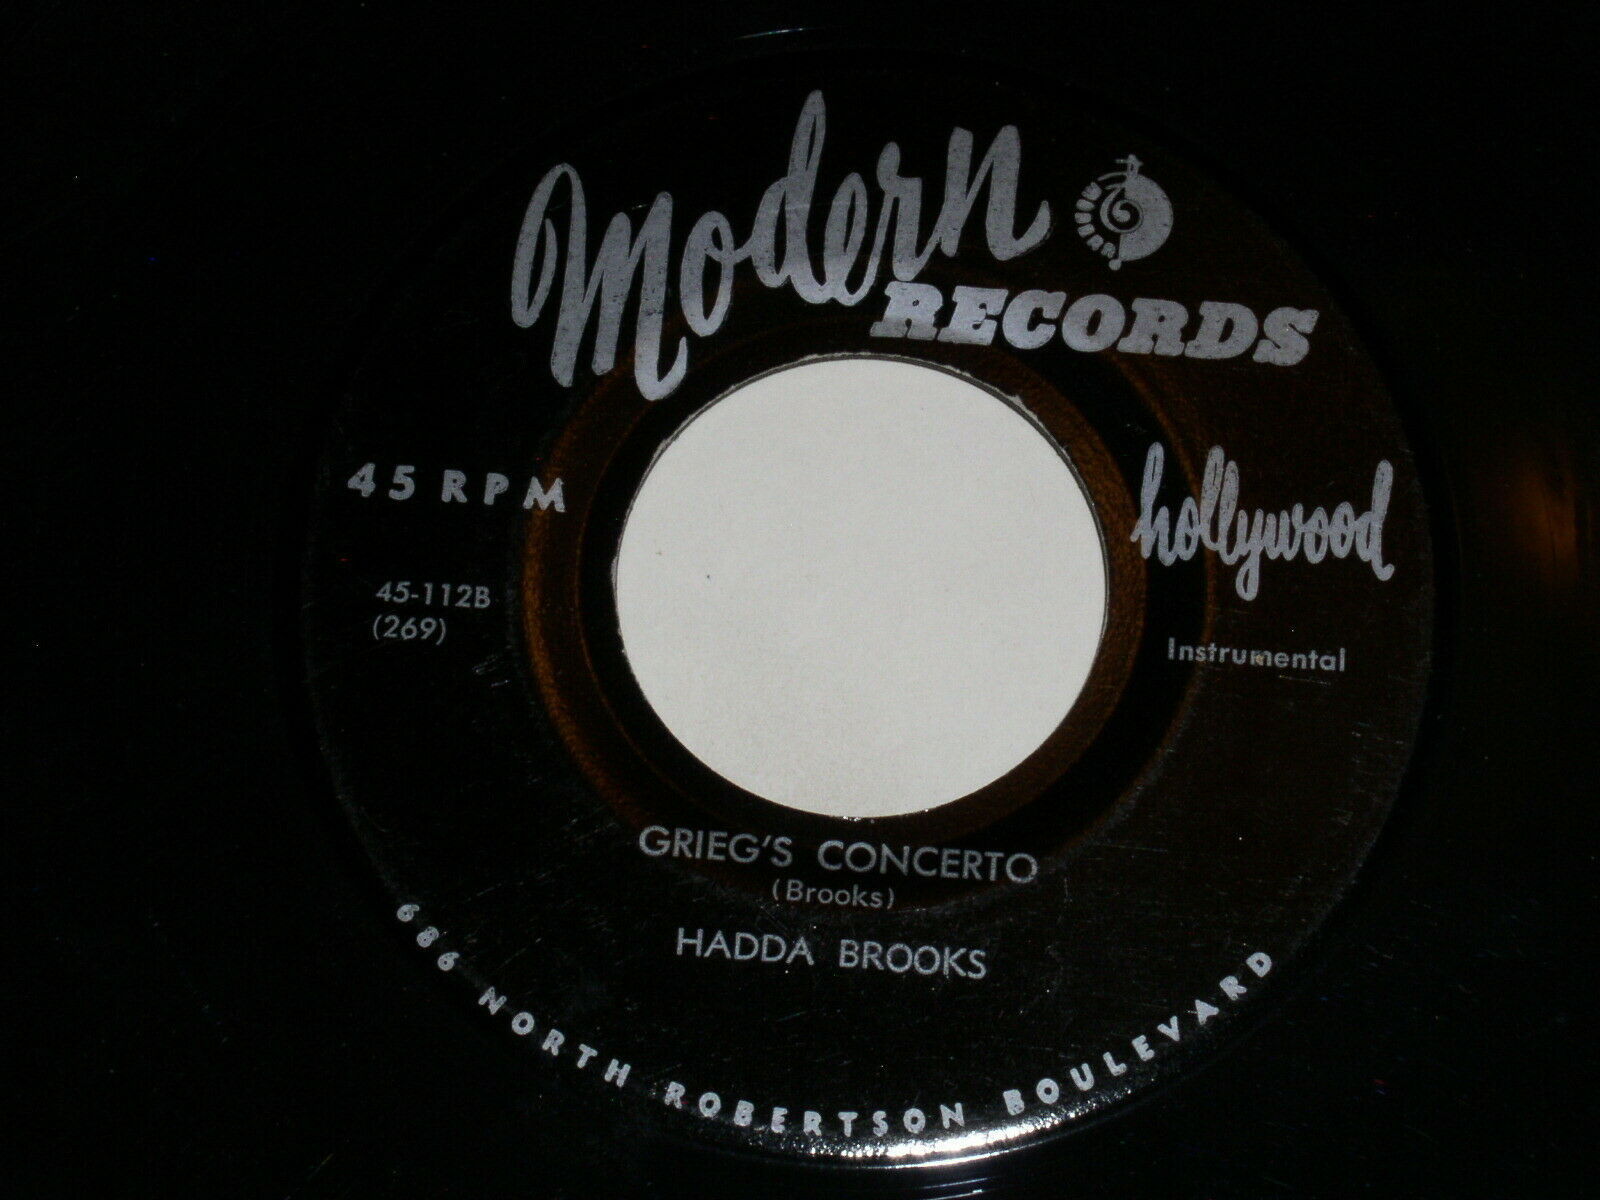 Modern
RECORDS
45 RPM
hollywood
45-112B
(269)
Instrumental
GRIEG'S CONCERTO
(Brooks)
HADDA BROOKS
686 NORTH ROBERTSON BOULEVARD